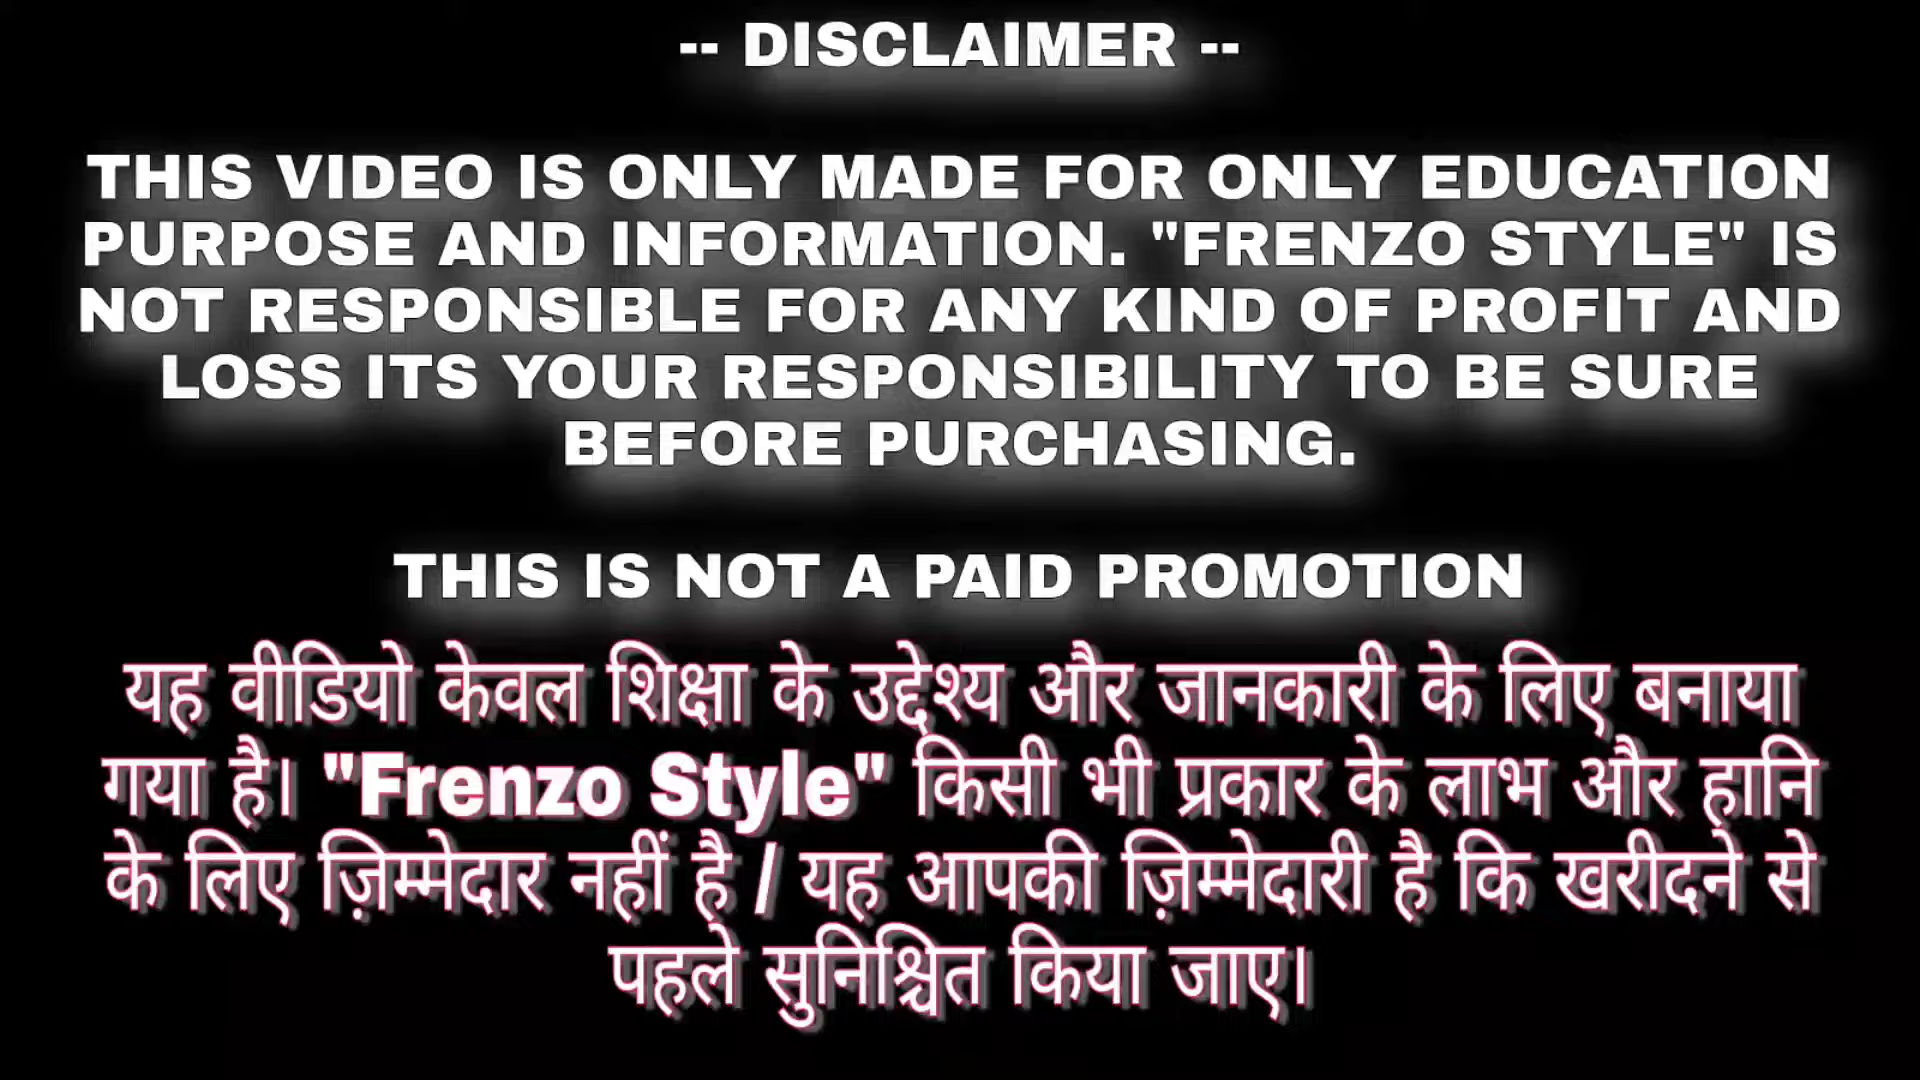 -- DISCLAIMER --
THIS VIDEO IS ONLY MADE FOR ONLY EDUCATION
PURPOSE AND INFORMATION. "FRENZO STYLE" IS
NOT RESPONSIBLE FOR ANY KIND OF PROFIT AND
LOSS ITS YOUR RESPONSIBILITY TO BE SURE
BEFORE PURCHASING.
THIS IS NOT A PAID PROMOTION
यह वीडियो केवल शिक्षा के उद्देश्य और जानकारी के लिए बनाया
गया है। "Frenzo Style" किसी भी प्रकार के लाभ और हानि
के लिए ज़िम्मेदार नहीं है / यह आपकी ज़िम्मेदारी है कि खरीदने से
पहले सुनिश्चित किया जाए।